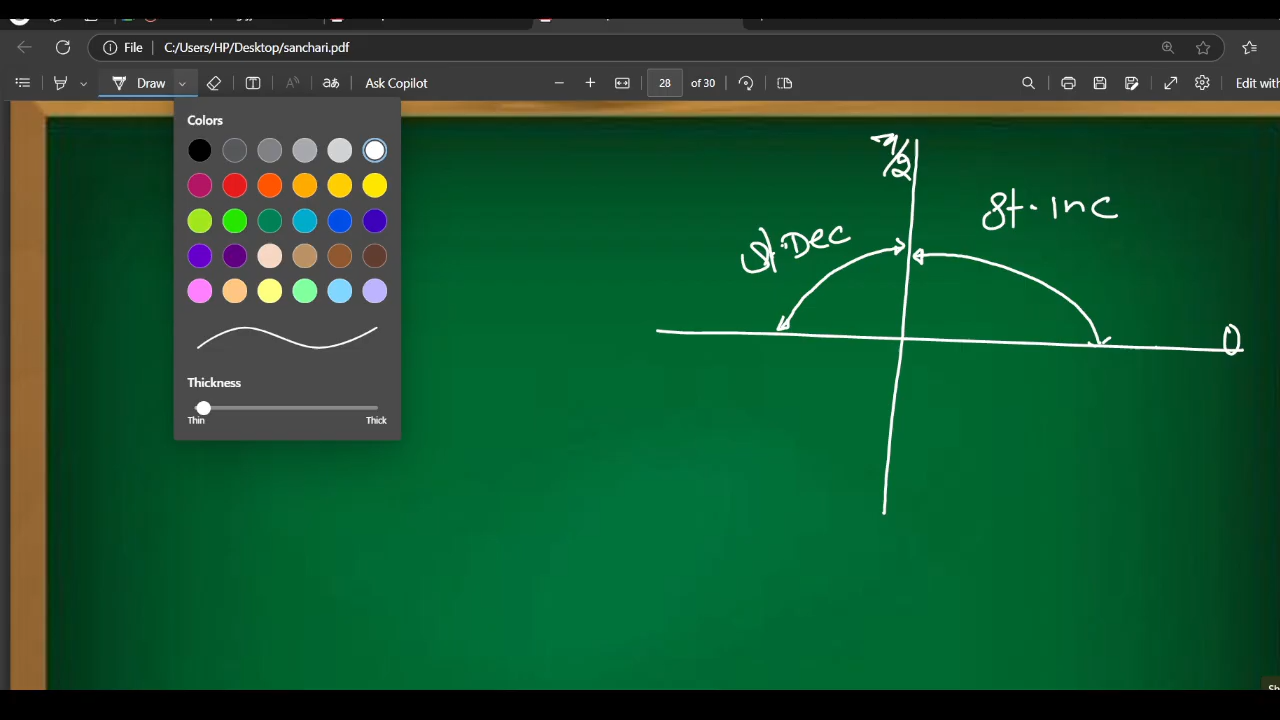 File C:/Users/HP/Desktop/sanchari.pdf
Draw Ask Copilot 28 of 30 Edit with
Colors
Thickness
Thin Thick
π/2
St. Inc
St. Dec
0